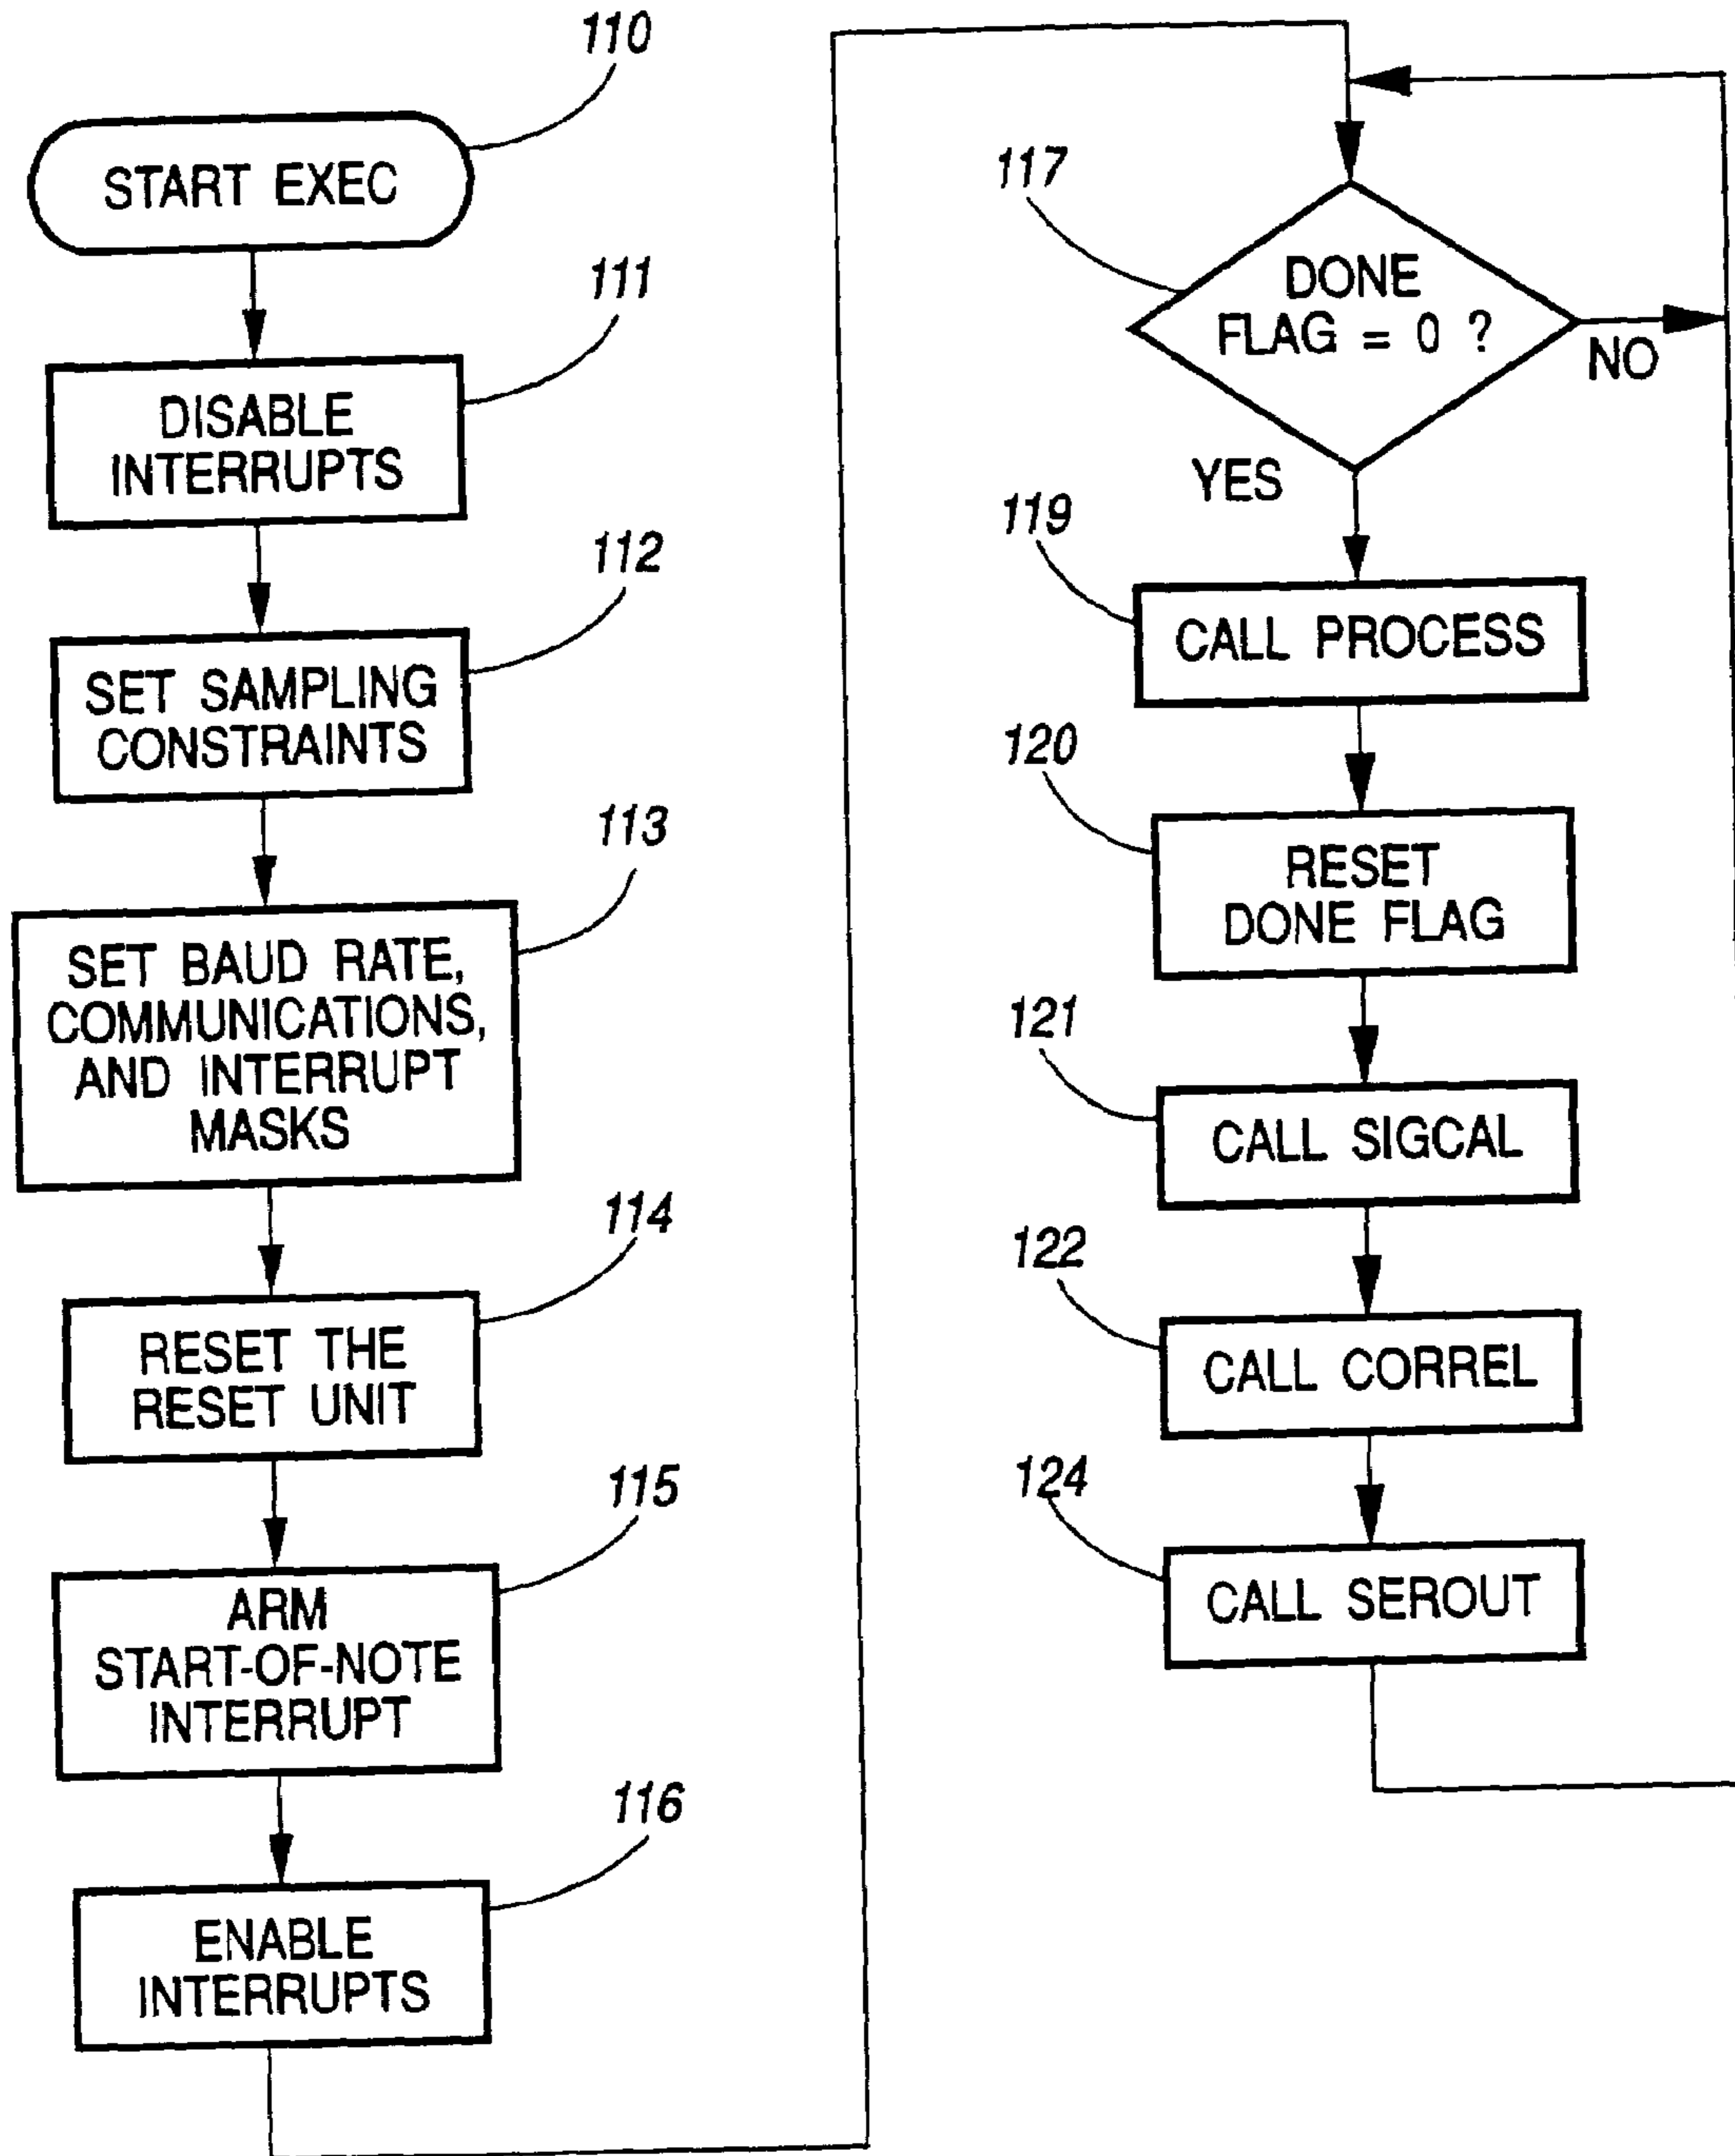 110
START EXEC
111
DISABLE
INTERRUPTS
112
SET SAMPLING
CONSTRAINTS
113
SET BAUD RATE,
COMMUNICATIONS,
AND INTERRUPT
MASKS
114
RESET THE
RESET UNIT
115
ARM
START-OF-NOTE
INTERRUPT
116
ENABLE
INTERRUPTS
117
DONE
FLAG = 0 ?
NO
YES
119
CALL PROCESS
120
RESET
DONE FLAG
121
CALL SIGCAL
122
CALL CORREL
124
CALL SEROUT